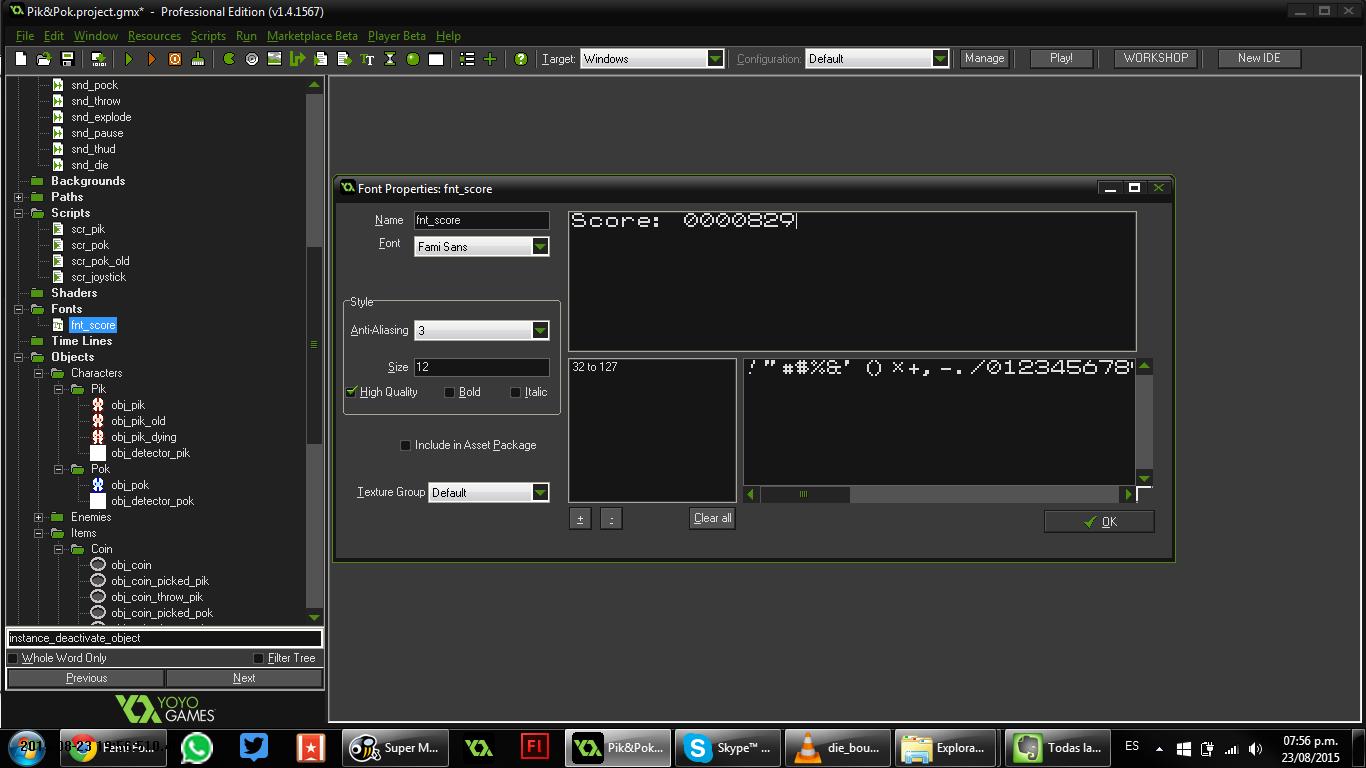 Pik&Pok.project.gmx* - Professional Edition (v1.4.1567)
File Edit Window Resources Scripts Run Marketplace Beta Player Beta Help
Target: Windows Configuration: Default Manage Play! WORKSHOP New IDE
snd_pock
snd_throw
snd_explode
snd_pause
snd_thud
snd_die
Backgrounds
Paths
Scripts
scr_pik
scr_pok
scr_pok_old
scr_joystick
Shaders
Fonts
fnt_score
Time Lines
Objects
Characters
Pik
obj_pik
obj_pik_old
obj_pik_dying
obj_detector_pik
Pok
obj_pok
obj_detector_pok
Enemies
Items
Coin
obj_coin
obj_coin_picked_pik
obj_coin_throw_pik
obj_coin_picked_pok
instance_deactivate_object
Whole Word Only Filter Tree
Previous Next
YOYO
GAMES
Font Properties: fnt_score
Name fnt_score
Font Fami Sans
Style
Anti-Aliasing 3
Size 12
High Quality Bold Italic
Include in Asset Package
Texture Group Default
Score: 0000829
32 to 127
! " # $ % & ' () × +, -. /0123456789
+ - Clear all
OK
Super M... Fl Pik&Pok... Skype™ ... die_bou... Explora... Todas la... ES
07:56 p.m.
23/08/2015